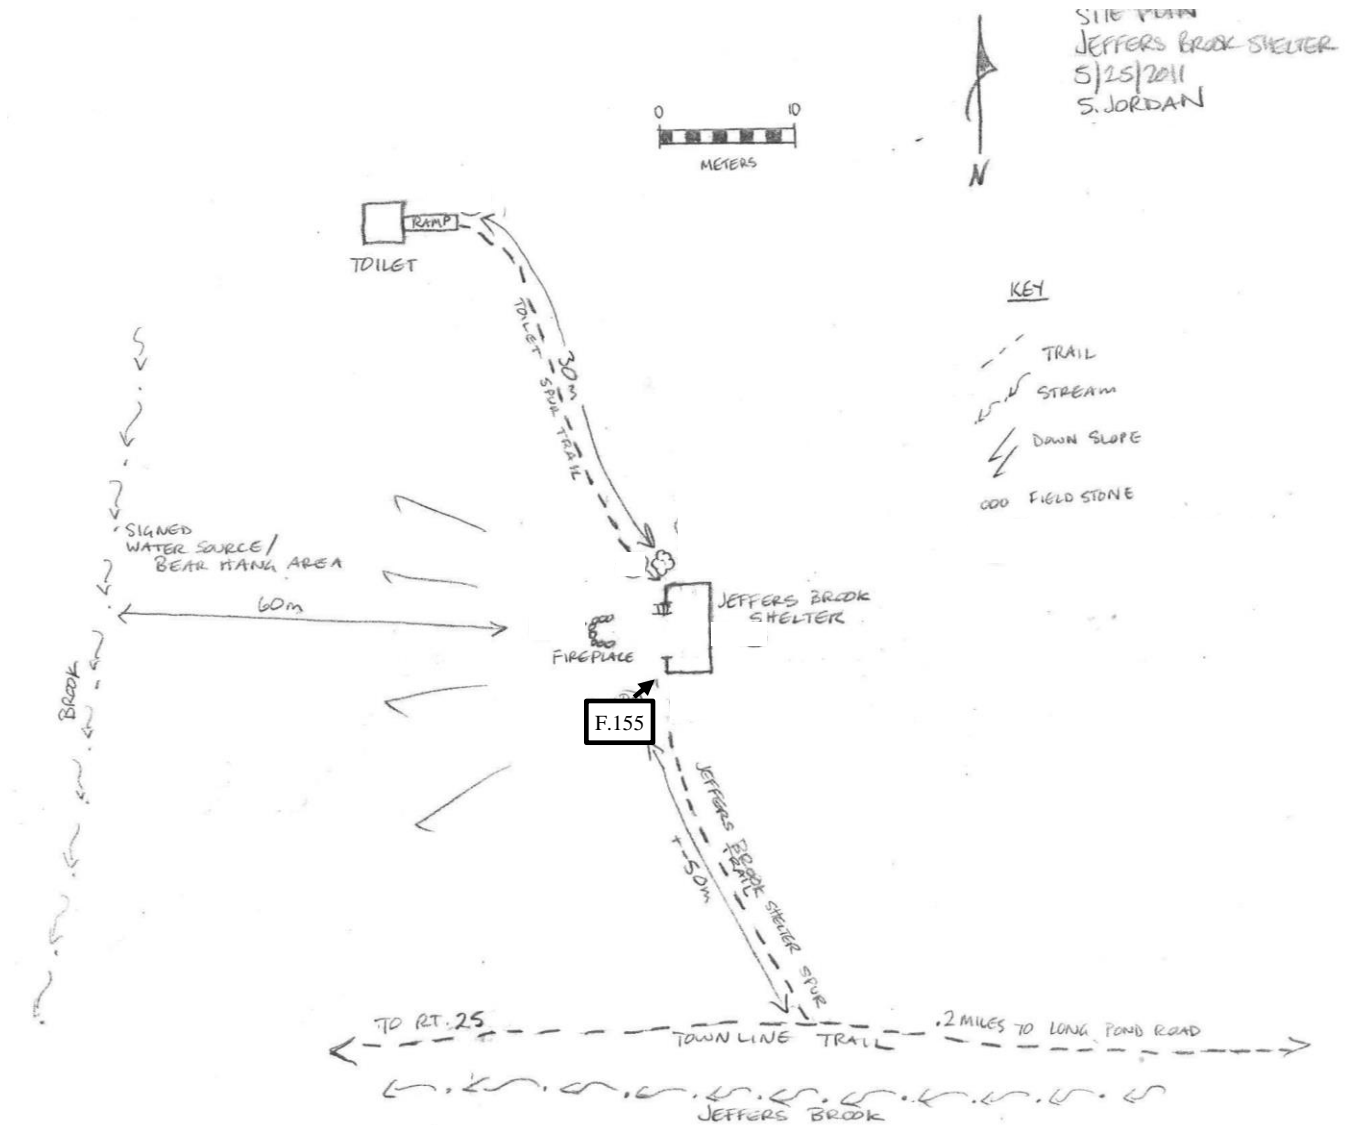 SITE PLAN
JEFFERS BROOK SHELTER
5/25/2011
S. JORDAN
0 10
METERS
N
RAMP
TOILET
KEY
TRAIL
STREAM
DOWN SLOPE
FIELD STONE
TOILET SPUR TRAIL
30m
SIGNED
WATER SOURCE/
BEAR HANG AREA
60m
JEFFERS BROOK
SHELTER
FIREPLACE
BROOK
F.155
JEFFERS BROOK SHELTER SPUR
TRAIL
+-50m
TO RT. 25
.2 MILES TO LONG POND ROAD
TOWN LINE TRAIL
JEFFERS BROOK